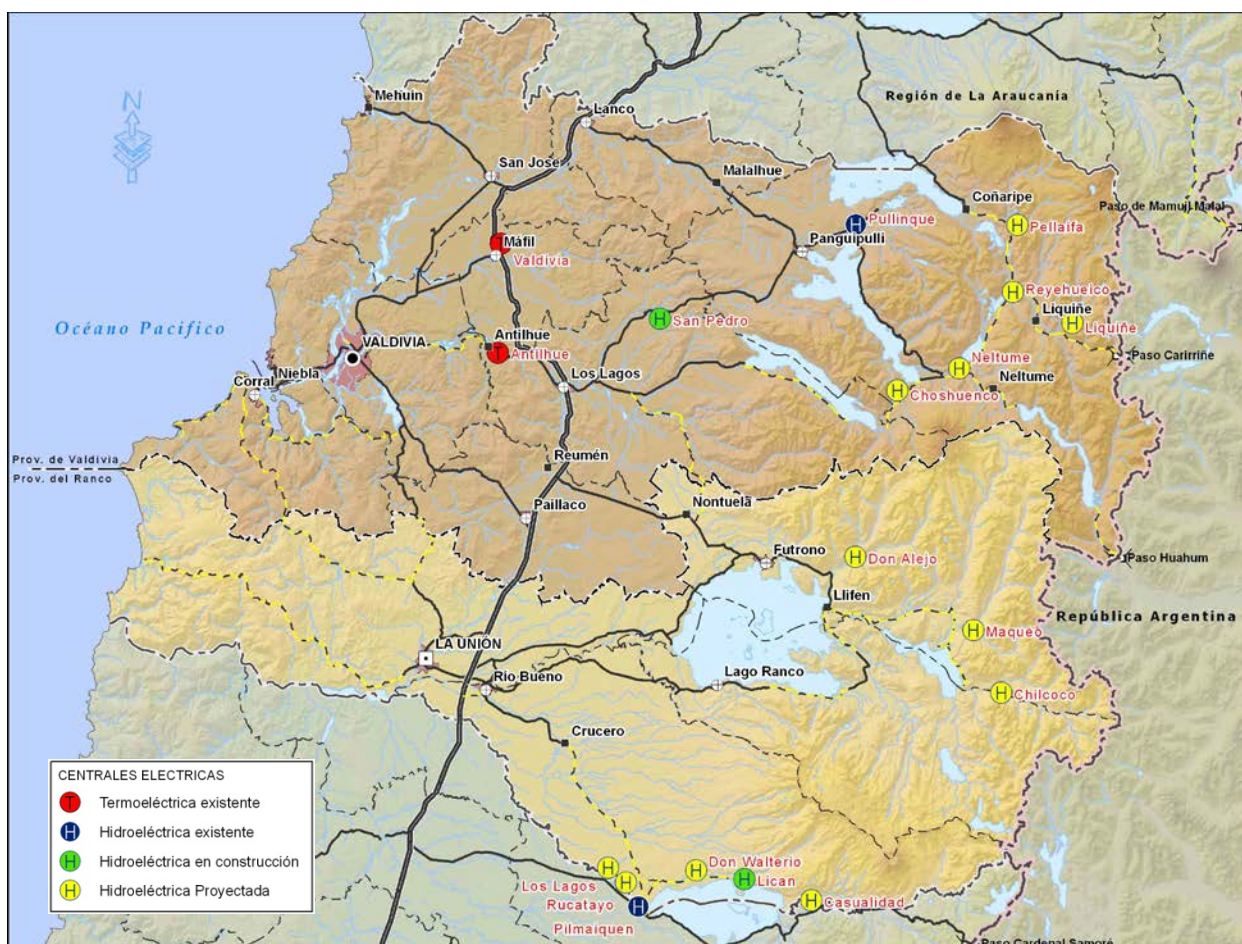 Región de La Araucanía
Mehuin
Lanco
N
San José
Malalhue
Coñaripe
Paso de Mamuil Malal
Pullinque
Pellaifa
Máfil
Panguipulli
Valdivia
Reyehueico
Océano Pacífico
San Pedro
Liquiñe
Liquiñe
Antilhue
VALDIVIA
Antilhue
Paso Carirriñe
Neltume
Niebla
Los Lagos
Neltume
Corral
Choshuenco
Prov. de Valdivia
Prov. del Ranco
Reumén
Nontuelá
Paillaco
Futrono
Don Alejo
Paso Huahum
Llifen
República Argentina
Maqueo
LA UNIÓN
Lago Ranco
Rio Bueno
Chilcoco
Crucero
CENTRALES ELECTRICAS
T Termoeléctrica existente
H Hidroeléctrica existente
H Hidroeléctrica en construcción
H Hidroeléctrica Proyectada
Don Walterio
Los Lagos
Lican
Rucatayo
Casualidad
Pilmaiquen
Paso Cardenal Samoré